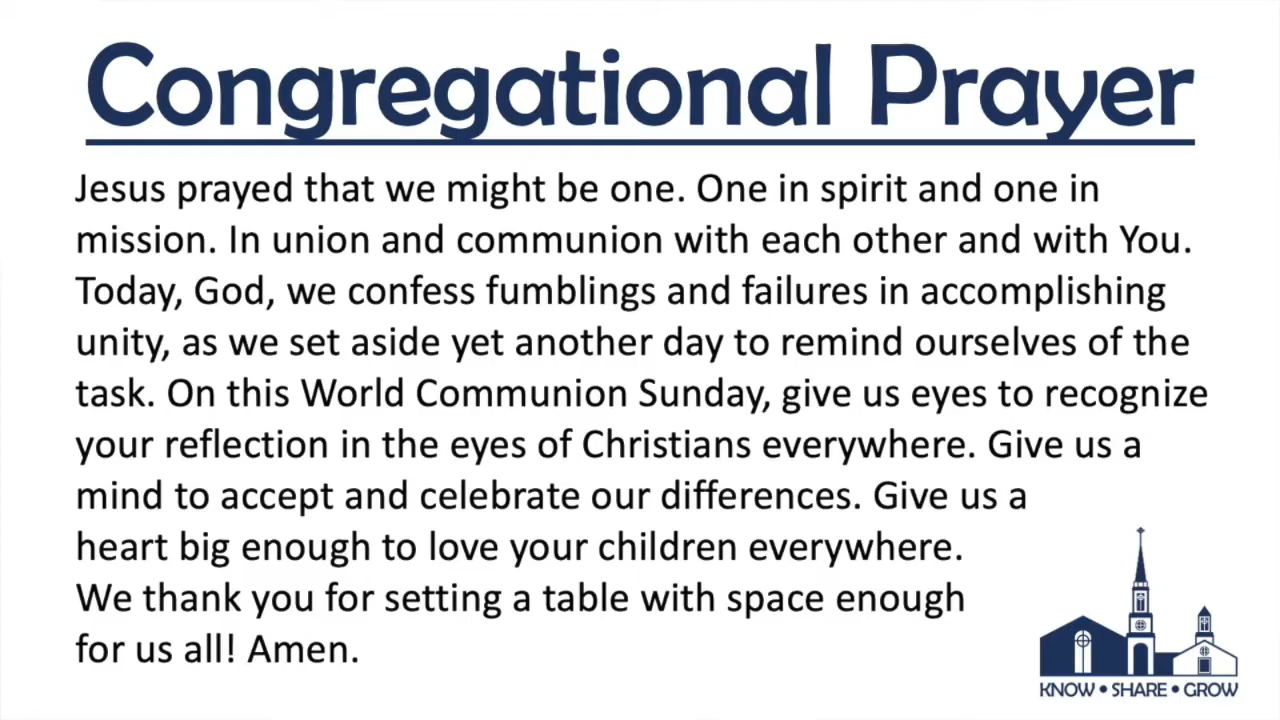 Congregational Prayer
Jesus prayed that we might be one. One in spirit and one in
mission. In union and communion with each other and with You.
Today, God, we confess fumblings and failures in accomplishing
unity, as we set aside yet another day to remind ourselves of the
task. On this World Communion Sunday, give us eyes to recognize
your reflection in the eyes of Christians everywhere. Give us a
mind to accept and celebrate our differences. Give us a
heart big enough to love your children everywhere.
We thank you for setting a table with space enough
for us all! Amen.
KNOW • SHARE • GROW